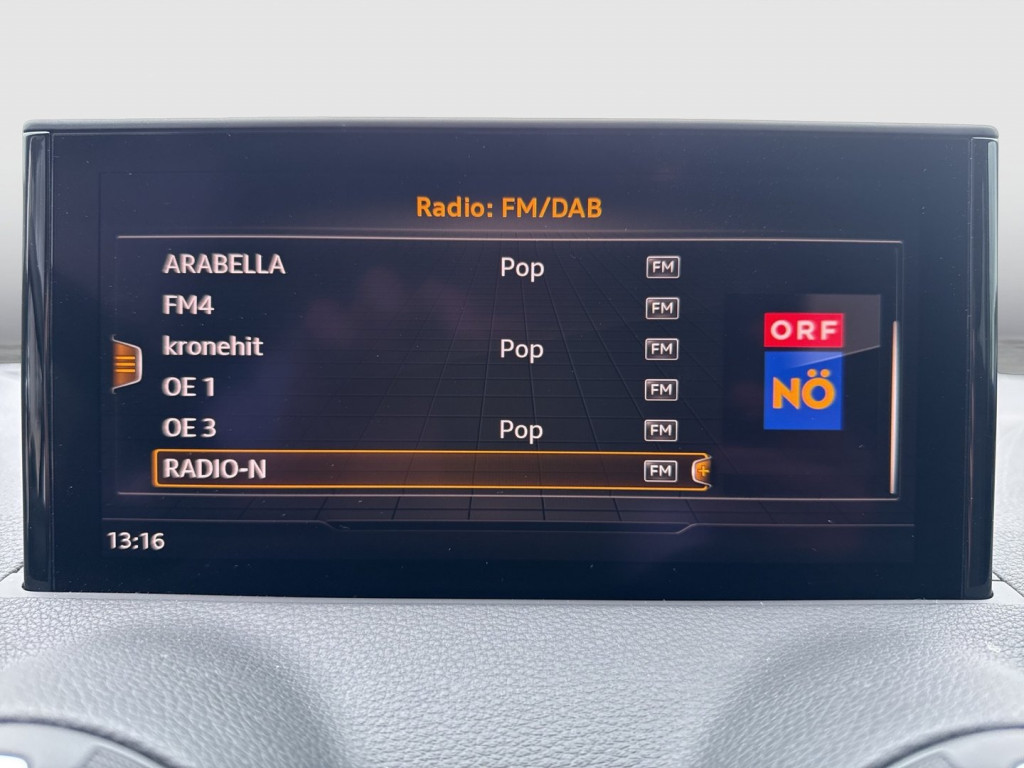 Radio: FM/DAB
ARABELLA Pop FM
FM4 FM
kronehit Pop FM
OE 1 FM
OE 3 Pop FM
RADIO-N FM +
ORF
NÖ
13:16